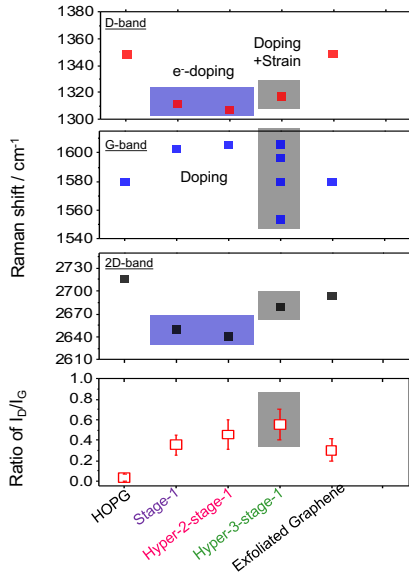 D-band
1380
1360
1340
1320
1300
e-doping
Doping
+Strain
G-band
1600
1580
1560
1540
Doping
2D-band
2730
2700
2670
2640
2610
Raman shift / cm-1
1.0
0.8
0.6
0.4
0.2
0.0
Ratio of ID/IG
HOPG
Stage-1
Hyper-2-stage-1
Hyper-3-stage-1
Exfoliated Graphene